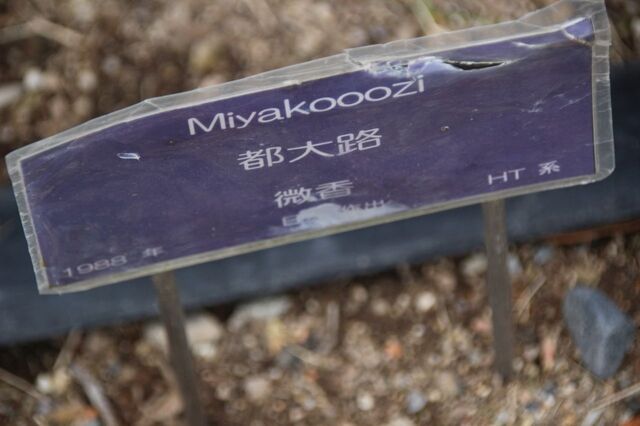 Miyakooozi
都大路
微香
HT 系
1988 年